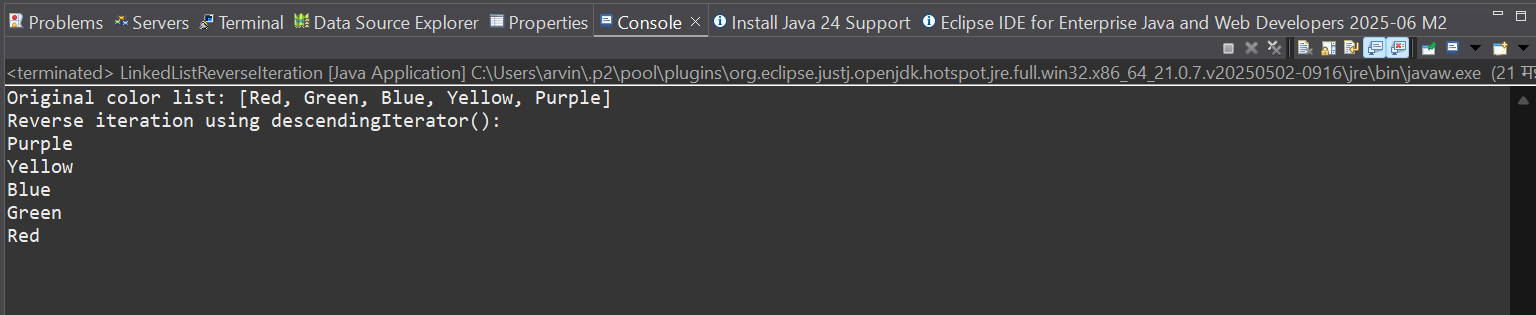 Problems Servers Terminal Data Source Explorer Properties Console Install Java 24 Support Eclipse IDE for Enterprise Java and Web Developers 2025-06 M2
<terminated> LinkedListReverseIteration [Java Application] C:\Users\arvin\.p2\pool\plugins\org.eclipse.justj.openjdk.hotspot.jre.full.win32.x86_64_21.0.7.v20250502-0916\jre\bin\javaw.exe (21
Original color list: [Red, Green, Blue, Yellow, Purple]
Reverse iteration using descendingIterator():
Purple
Yellow
Blue
Green
Red